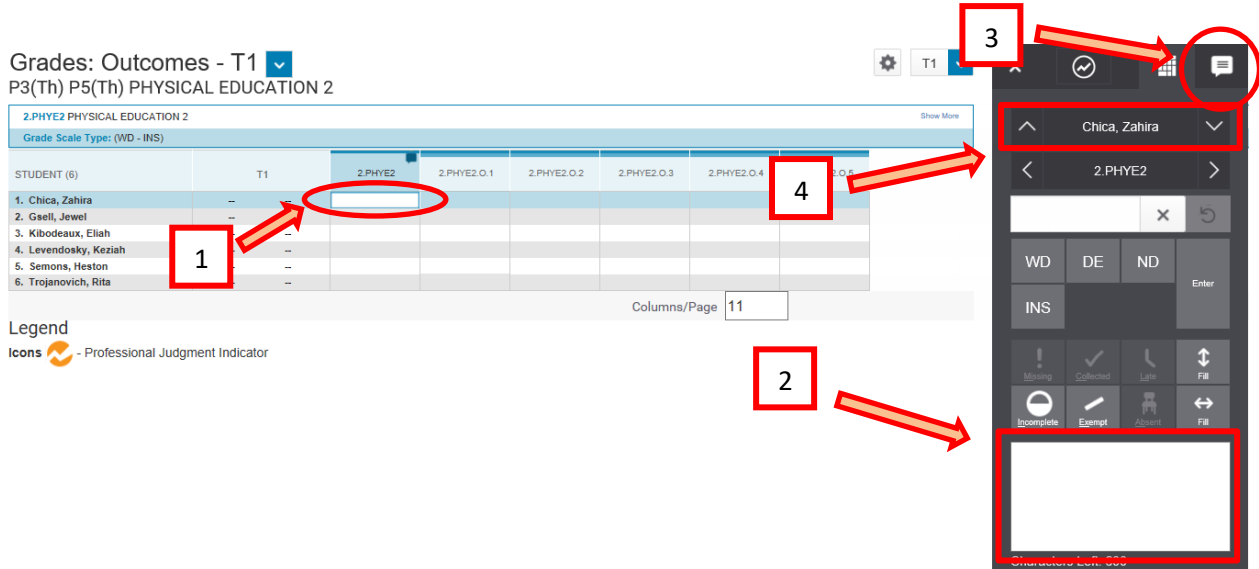 3
Grades: Outcomes - T1
T1
P3(Th) P5(Th) PHYSICAL EDUCATION 2
2.PHYE2 PHYSICAL EDUCATION 2
Show More
Grade Scale Type: (WD - INS)
STUDENT (6) T1 2.PHYE2 2.PHYE2.O.1 2.PHYE2.O.2 2.PHYE2.O.3 2.PHYE2.O.4
1. Chica, Zahira -- --
2. Gsell, Jewel -- --
3. Kibodeaux, Eliah -- --
4. Levendosky, Keziah -- --
5. Semons, Heston -- --
6. Trojanovich, Rita -- --
1
4
Columns/Page 11
Legend
Icons - Professional Judgment Indicator
2
Chica, Zahira
2.PHYE2
WD DE ND
Enter
INS
Missing Collected Late Fill
Incomplete Exempt Absent Fill